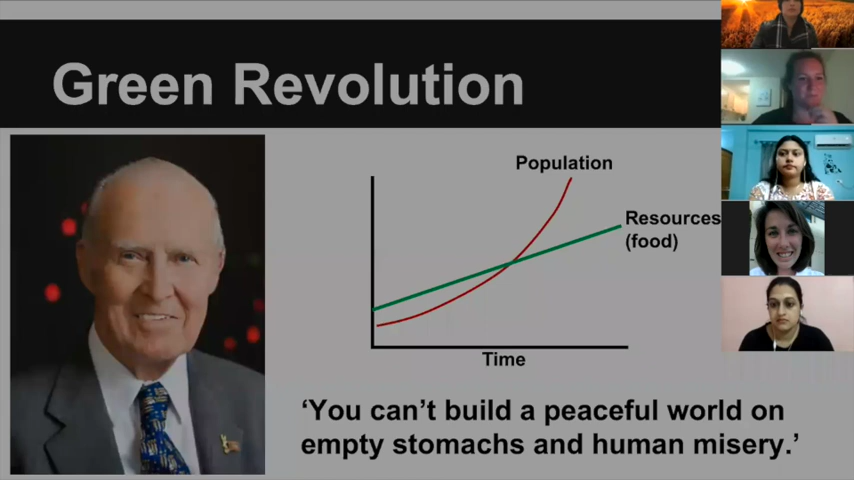 Green Revolution
Population
Resources
(food)
Time
‘You can’t build a peaceful world on
empty stomachs and human misery.’